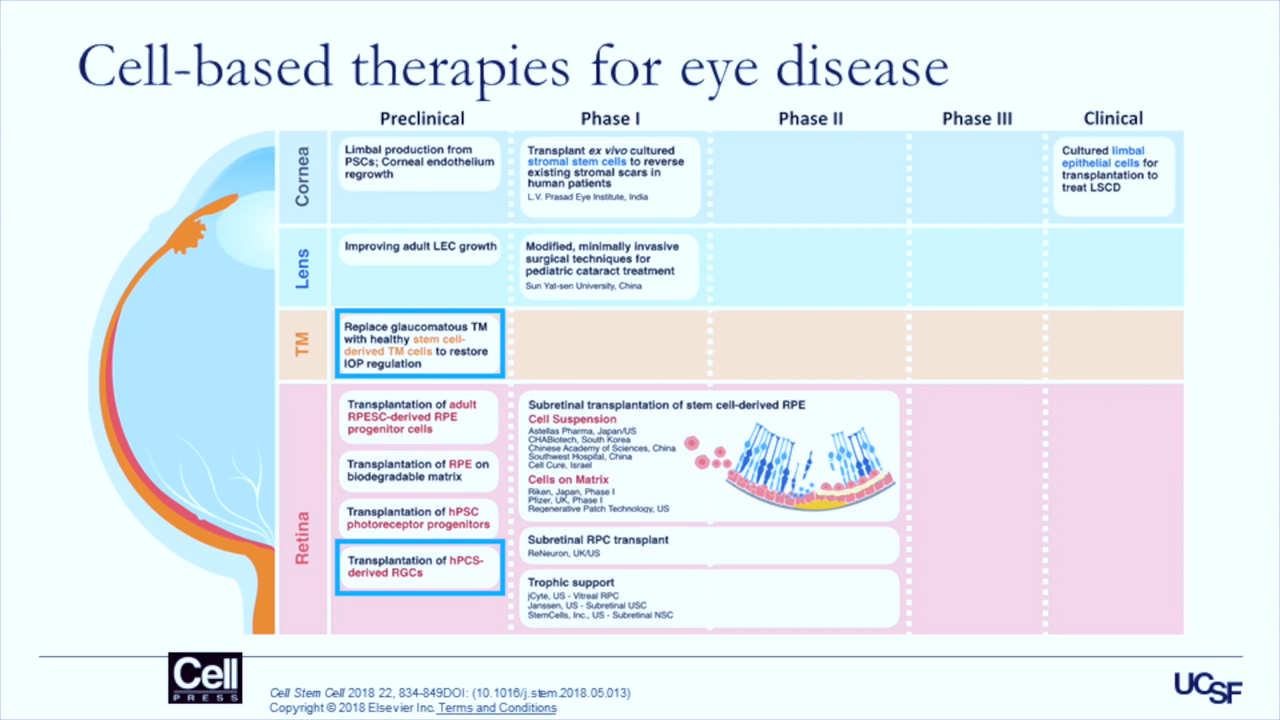 Cell-based therapies for eye disease
Preclinical
Phase I
Phase II
Phase III
Clinical
Cornea
Limbal production from
PSCs; Corneal endothelium
regrowth
Transplant ex vivo cultured
stromal stem cells to reverse
existing stromal scars in
human patients
L.V. Prasad Eye Institute, India
Cultured limbal
epithelial cells for
transplantation to
treat LSCD
Lens
Improving adult LEC growth
Modified, minimally invasive
surgical techniques for
pediatric cataract treatment
Sun Yat-sen University, China
TM
Replace glaucomatous TM
with healthy stem cell-
derived TM cells to restore
IOP regulation
Retina
Transplantation of adult
RPESC-derived RPE
progenitor cells
Transplantation of RPE on
biodegradable matrix
Transplantation of hPSC
photoreceptor progenitors
Transplantation of hPCS-
derived RGCs
Subretinal transplantation of stem cell-derived RPE
Cell Suspension
Astellas Pharma, Japan/US
CHABiotech, South Korea
Chinese Academy of Sciences, China
Southwest Hospital, China
Cell Cure, Israel
Cells on Matrix
Riken, Japan, Phase I
Pfizer, UK, Phase I
Regenerative Patch Technology, US
Subretinal RPC transplant
ReNeuron, UK/US
Trophic support
jCyte, US - Vitreal RPC
Janssen, US - Subretinal USC
StemCells, Inc., US - Subretinal NSC
Cell
PRESS
Cell Stem Cell 2018 22, 834-849DOI: (10.1016/j.stem.2018.05.013)
Copyright © 2018 Elsevier Inc. Terms and Conditions
UCSF